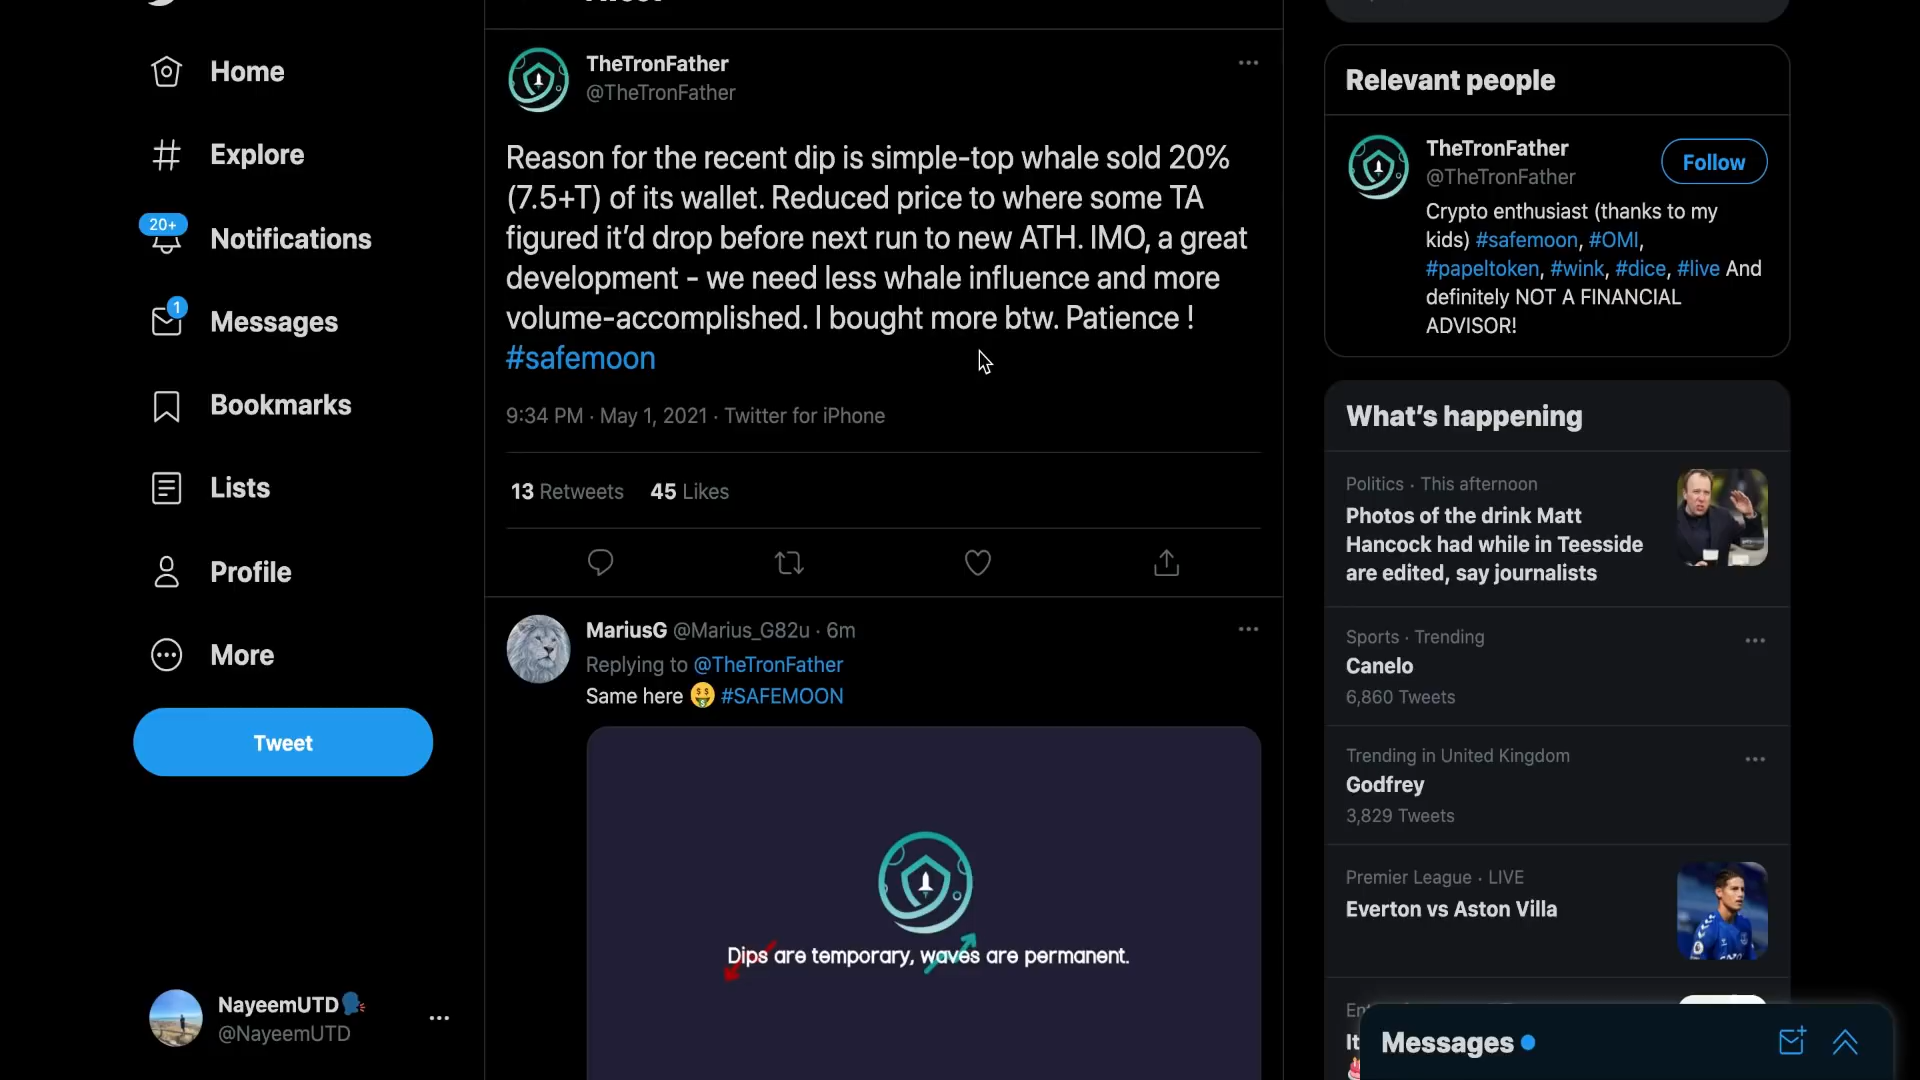 Home
Explore
20+
Notifications
1
Messages
Bookmarks
Lists
Profile
More
Tweet
NayeemUTD
@NayeemUTD
TheTronFather
@TheTronFather
Reason for the recent dip is simple-top whale sold 20%
(7.5+T) of its wallet. Reduced price to where some TA
figured it’d drop before next run to new ATH. IMO, a great
development - we need less whale influence and more
volume-accomplished. I bought more btw. Patience !
#safemoon
9:34 PM · May 1, 2021 · Twitter for iPhone
13 Retweets 45 Likes
MariusG @Marius_G82u · 6m
Replying to @TheTronFather
Same here 🤑 #SAFEMOON
Dips are temporary, waves are permanent.
Relevant people
TheTronFather
@TheTronFather
Follow
Crypto enthusiast (thanks to my
kids) #safemoon, #OMI,
#papeltoken, #wink, #dice, #live And
definitely NOT A FINANCIAL
ADVISOR!
What’s happening
Politics · This afternoon
Photos of the drink Matt
Hancock had while in Teesside
are edited, say journalists
Sports · Trending
Canelo
6,860 Tweets
Trending in United Kingdom
Godfrey
3,829 Tweets
Premier League · LIVE
Everton vs Aston Villa
Messages